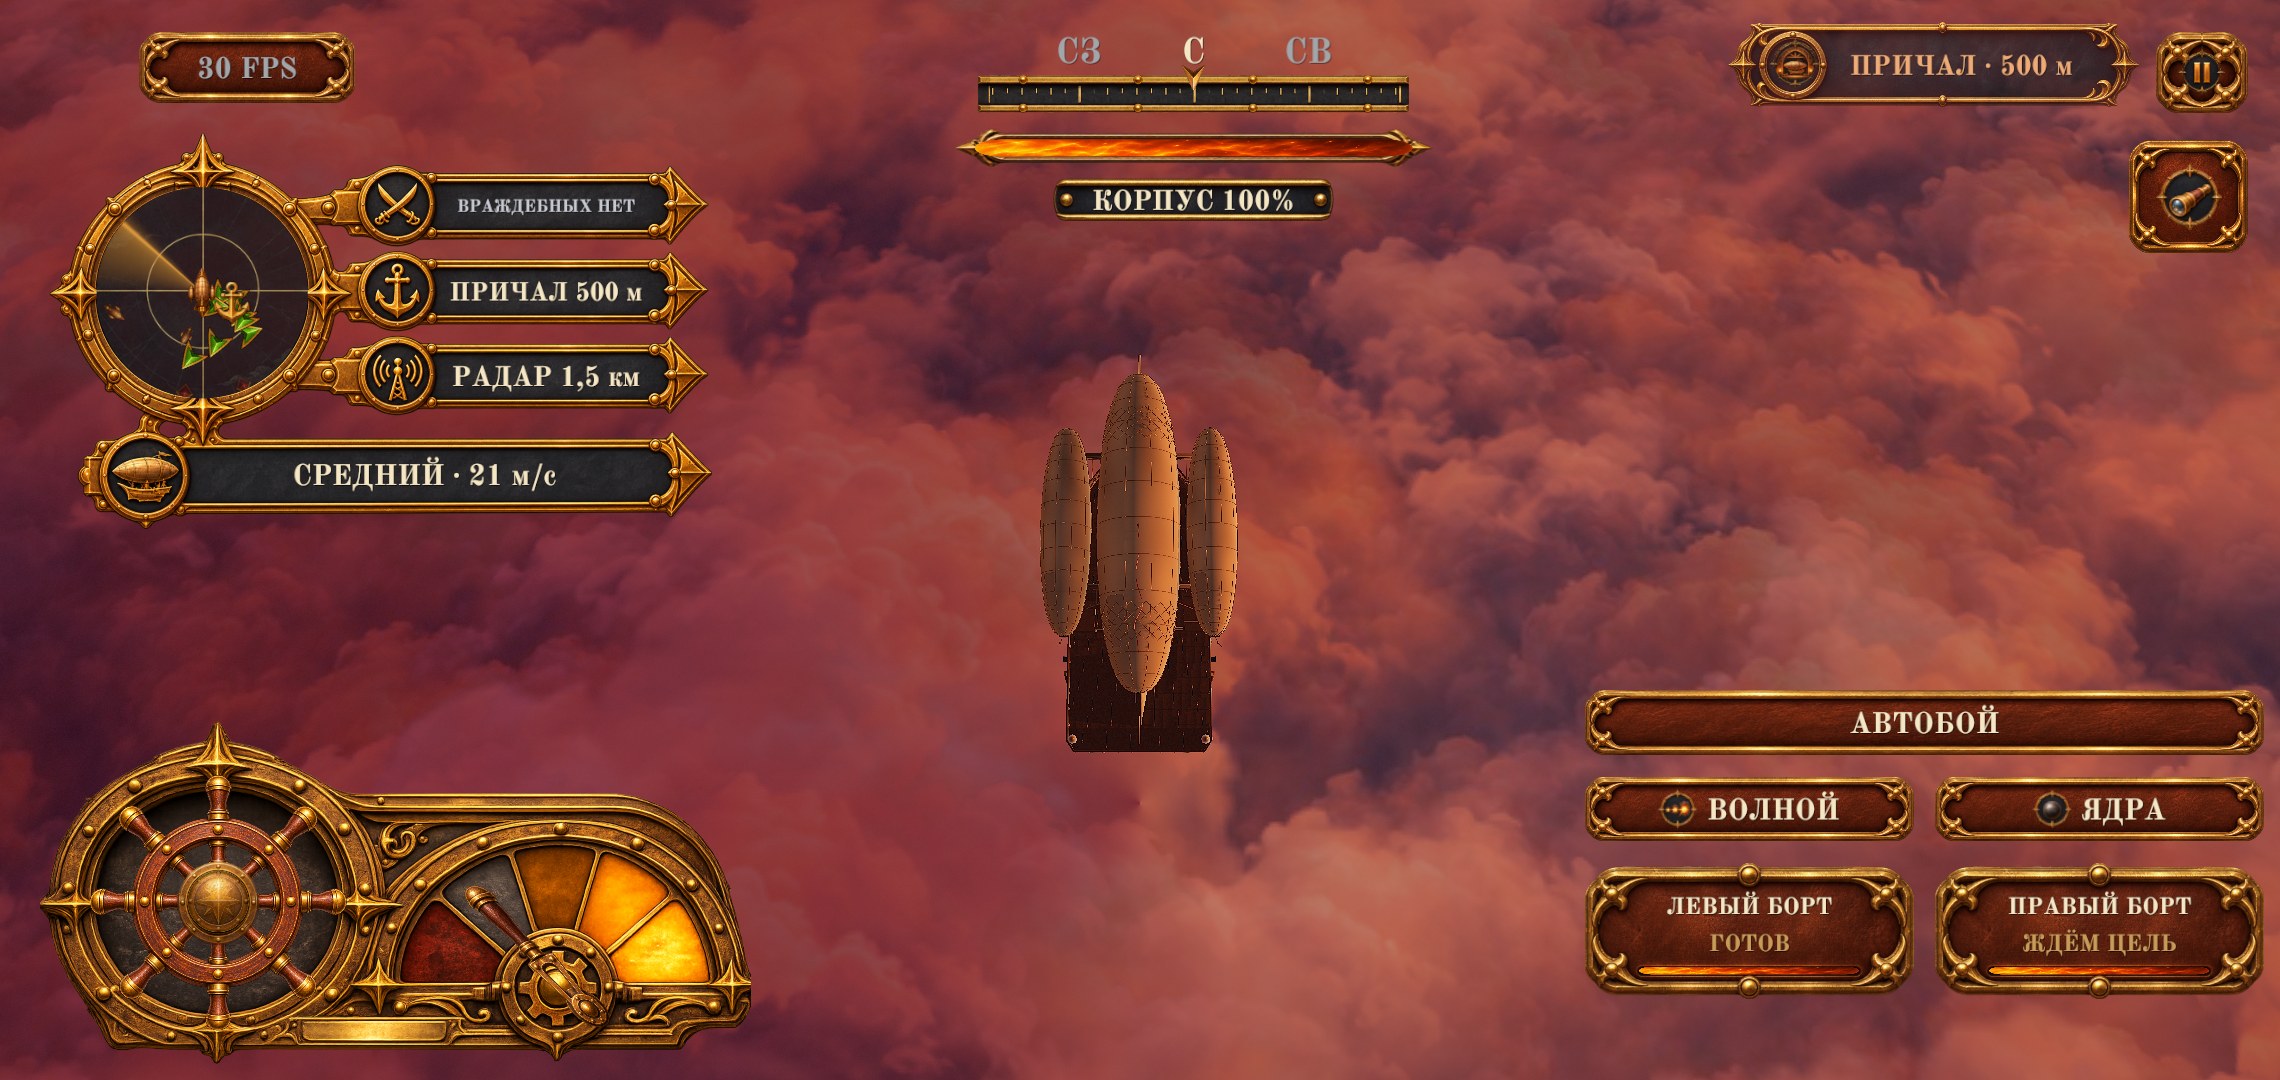 30 FPS
СЗ С СВ
ПРИЧАЛ · 500 м
КОРПУС 100%
ВРАЖДЕБНЫХ НЕТ
ПРИЧАЛ 500 м
РАДАР 1,5 км
СРЕДНИЙ · 21 м/с
АВТОБОЙ
ВОЛНОЙ
ЯДРА
ЛЕВЫЙ БОРТ
ГОТОВ
ПРАВЫЙ БОРТ
ЖДЁМ ЦЕЛЬ